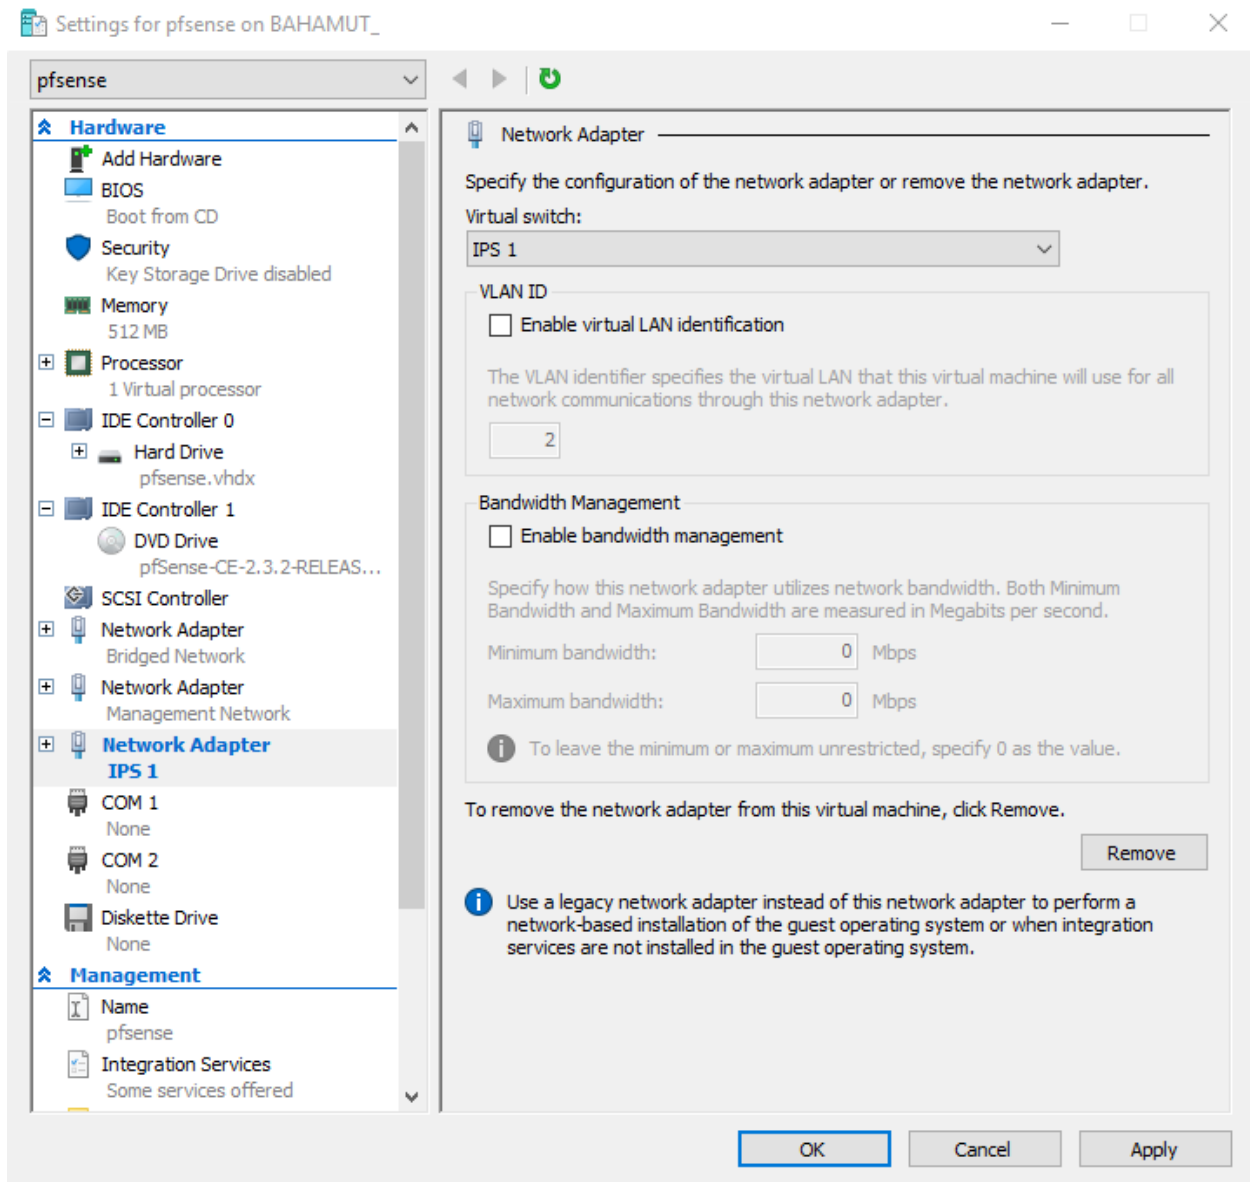 Settings for pfsense on BAHAMUT_
pfsense
Hardware
Add Hardware
BIOS
Boot from CD
Security
Key Storage Drive disabled
Memory
512 MB
Processor
1 Virtual processor
IDE Controller 0
Hard Drive
pfsense.vhdx
IDE Controller 1
DVD Drive
pfSense-CE-2.3.2-RELEAS...
SCSI Controller
Network Adapter
Bridged Network
Network Adapter
Management Network
Network Adapter
IPS 1
COM 1
None
COM 2
None
Diskette Drive
None
Management
Name
pfsense
Integration Services
Some services offered
Network Adapter
Specify the configuration of the network adapter or remove the network adapter.
Virtual switch:
IPS 1
VLAN ID
Enable virtual LAN identification
The VLAN identifier specifies the virtual LAN that this virtual machine will use for all
network communications through this network adapter.
2
Bandwidth Management
Enable bandwidth management
Specify how this network adapter utilizes network bandwidth. Both Minimum
Bandwidth and Maximum Bandwidth are measured in Megabits per second.
Minimum bandwidth: 0 Mbps
Maximum bandwidth: 0 Mbps
To leave the minimum or maximum unrestricted, specify 0 as the value.
To remove the network adapter from this virtual machine, click Remove.
Remove
Use a legacy network adapter instead of this network adapter to perform a
network-based installation of the guest operating system or when integration
services are not installed in the guest operating system.
OK Cancel Apply